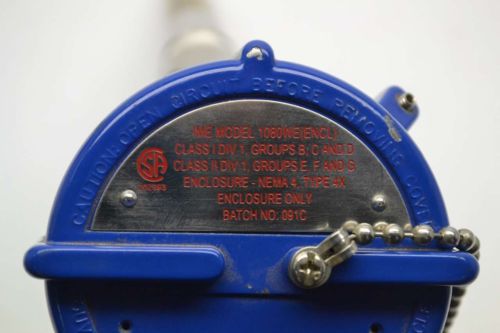 CAUTION: OPEN CIRCUIT BEFORE REMOVING COVE
IME MODEL 1080WE(ENCL)
CLASS I DIV 1, GROUPS B, C AND D
CLASS II DIV 1, GROUPS E, F AND G
ENCLOSURE - NEMA 4, TYPE 4X
ENCLOSURE ONLY
BATCH NO: 091C